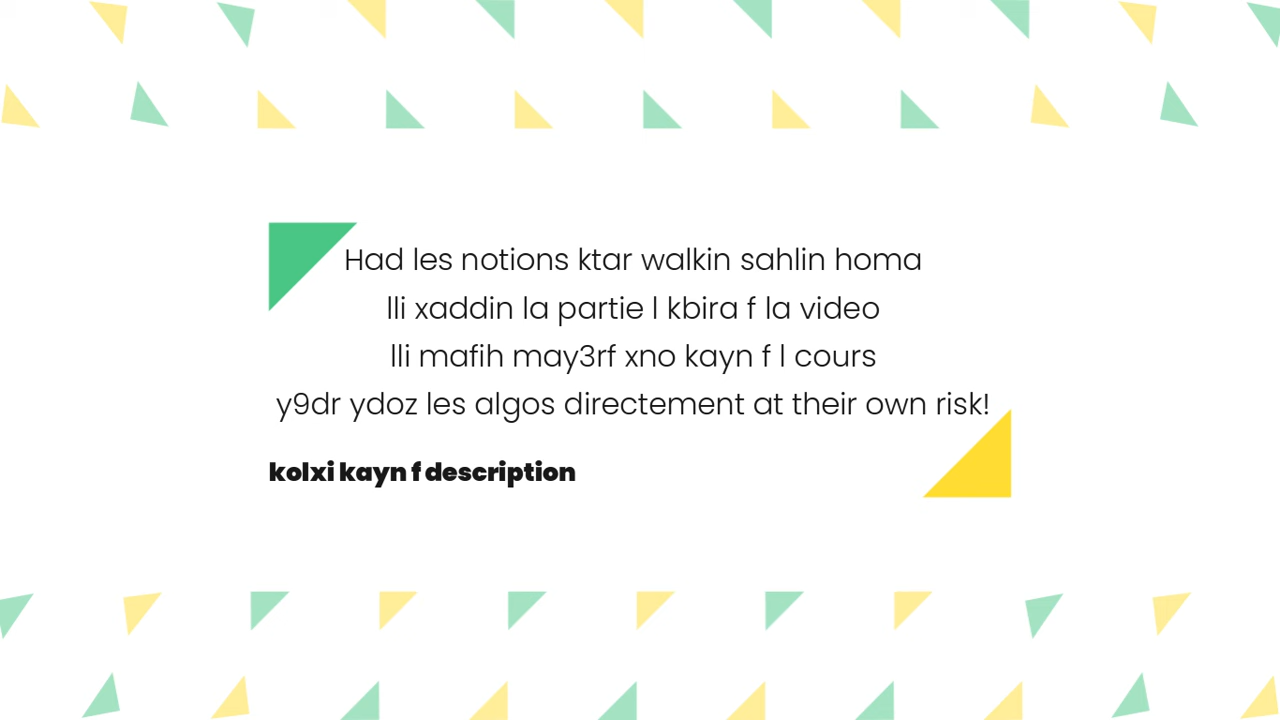 Had les notions ktar walkin sahlin homa
lli xaddin la partie l kbira f la video
lli mafih may3rf xno kayn f l cours
y9dr ydoz les algos directement at their own risk!
kolxi kayn f description